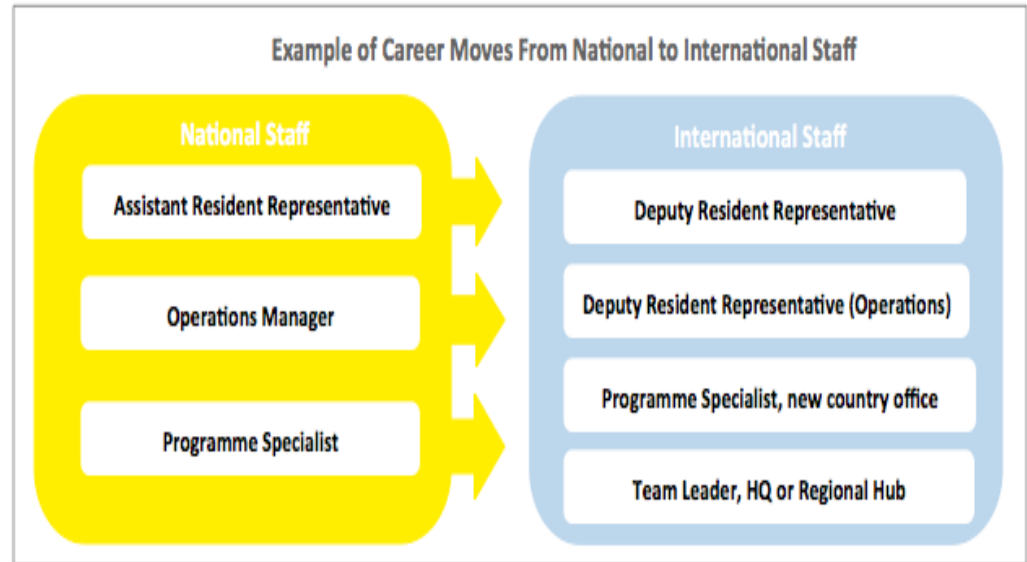 Example of Career Moves From National to International Staff
National Staff
Assistant Resident Representative
Operations Manager
Programme Specialist
International Staff
Deputy Resident Representative
Deputy Resident Representative (Operations)
Programme Specialist, new country office
Team Leader, HQ or Regional Hub